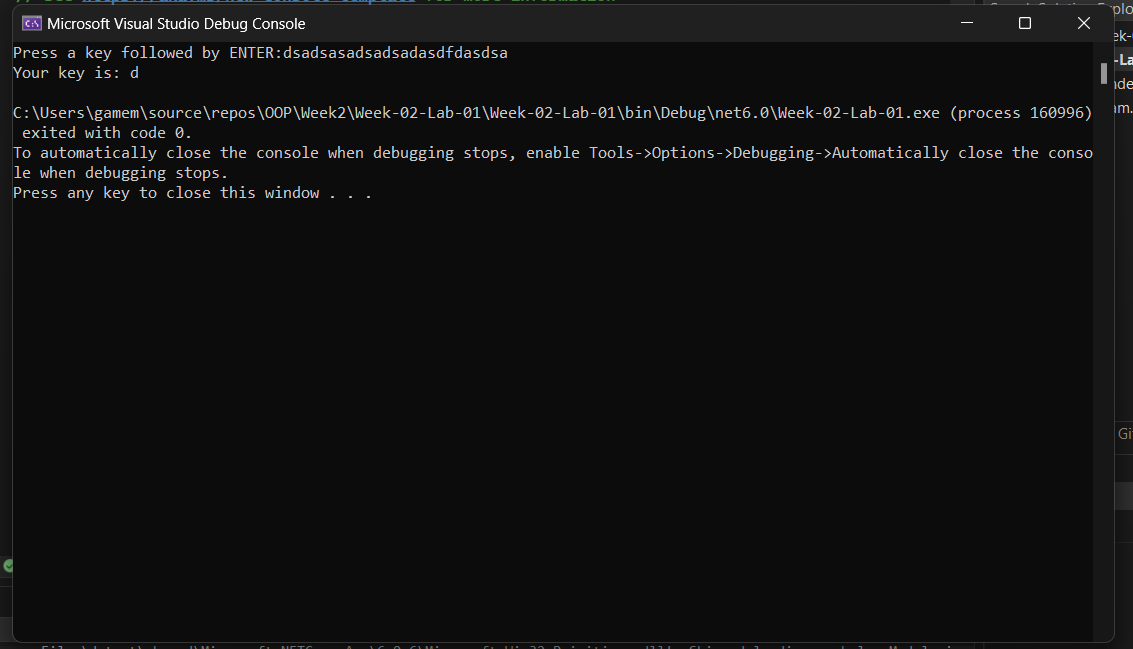 Microsoft Visual Studio Debug Console
Press a key followed by ENTER:dsadsasadsadsadasdfdasdsa
Your key is: d
C:\Users\gamem\source\repos\OOP\Week2\Week-02-Lab-01\Week-02-Lab-01\bin\Debug\net6.0\Week-02-Lab-01.exe (process 160996)
exited with code 0.
To automatically close the console when debugging stops, enable Tools->Options->Debugging->Automatically close the conso
le when debugging stops.
Press any key to close this window . . .
Gi